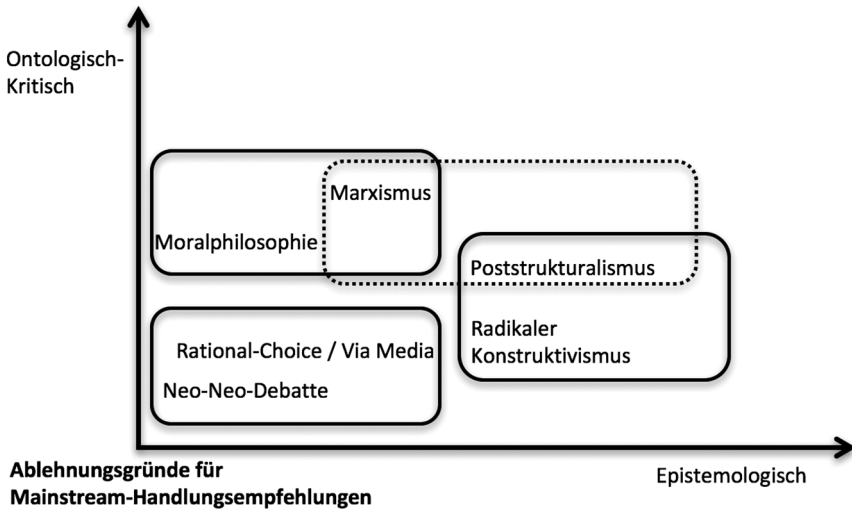 Ontologisch-
Kritisch
Marxismus
Moralphilosophie
Poststrukturalismus
Radikaler
Konstruktivismus
Rational-Choice / Via Media
Neo-Neo-Debatte
Ablehnungsgründe für
Mainstream-Handlungsempfehlungen
Epistemologisch